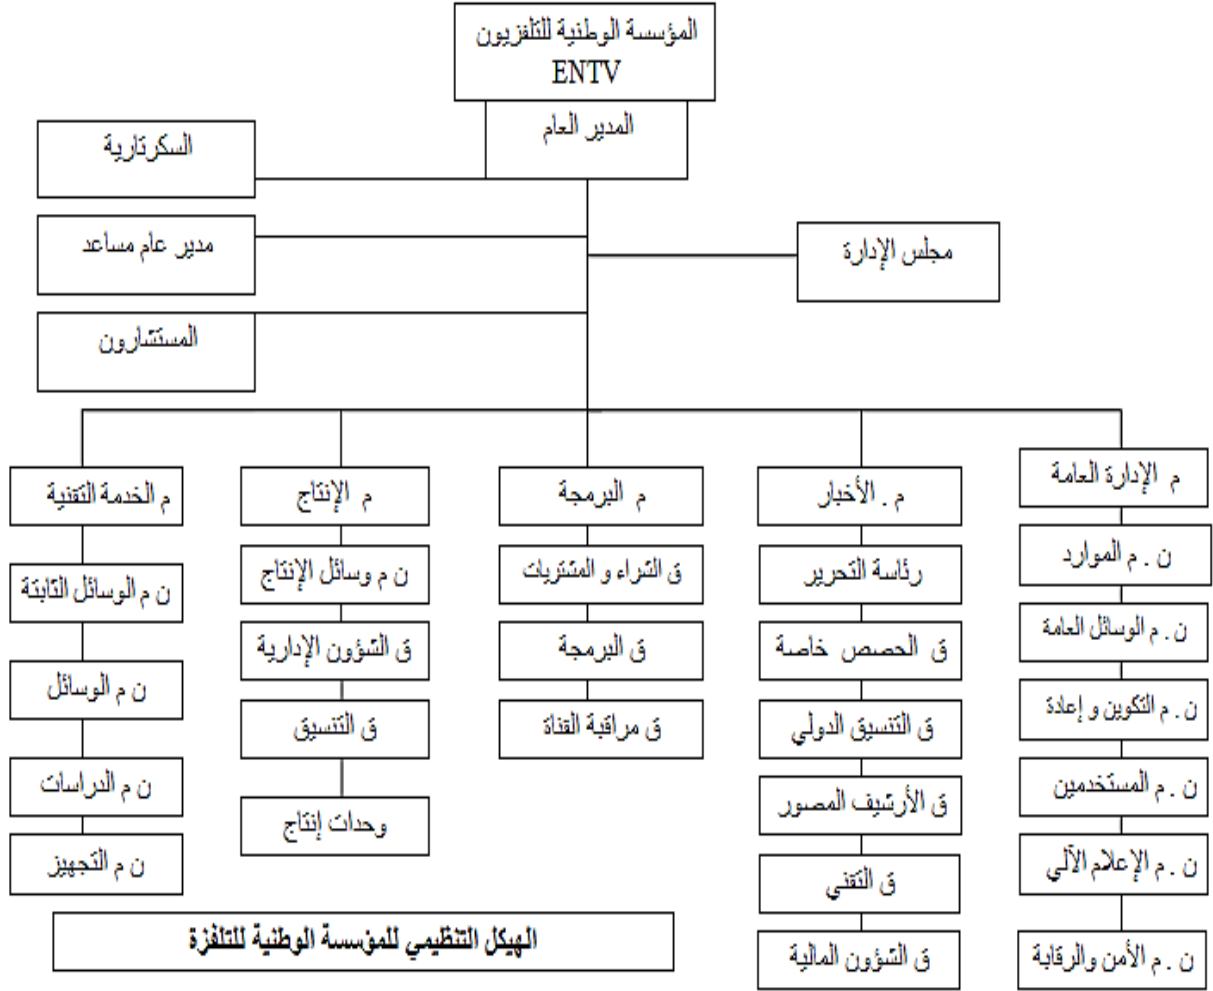 المؤسسة الوطنية للتلفزيون
ENTV
المدير العام
السكرتارية
مدير عام مساعد
مجلس الإدارة
المستشارون
م الإدارة العامة
ن . م الموارد
ن . م الوسائل العامة
ن . م التكوين و إعادة
ن . م المستخدمين
ن . م الإعلام الآلي
ن . م الأمن والرقابة
م . الأخبار
رئاسة التحرير
ق الحصص خاصة
ق التنسيق الدولي
ق الأرشيف المصور
ق التقني
ق الشؤون المالية
م البرمجة
ق الشراء و المشتريات
ق البرمجة
ق مراقبة القناة
م الإنتاج
ن م وسائل الإنتاج
ق الشؤون الإدارية
ق التنسيق
وحدات إنتاج
م الخدمة التقنية
ن م الوسائل الثابتة
ن م الوسائل
ن م الدراسات
ن م التجهيز
الهيكل التنظيمي للمؤسسة الوطنية للتلفزة